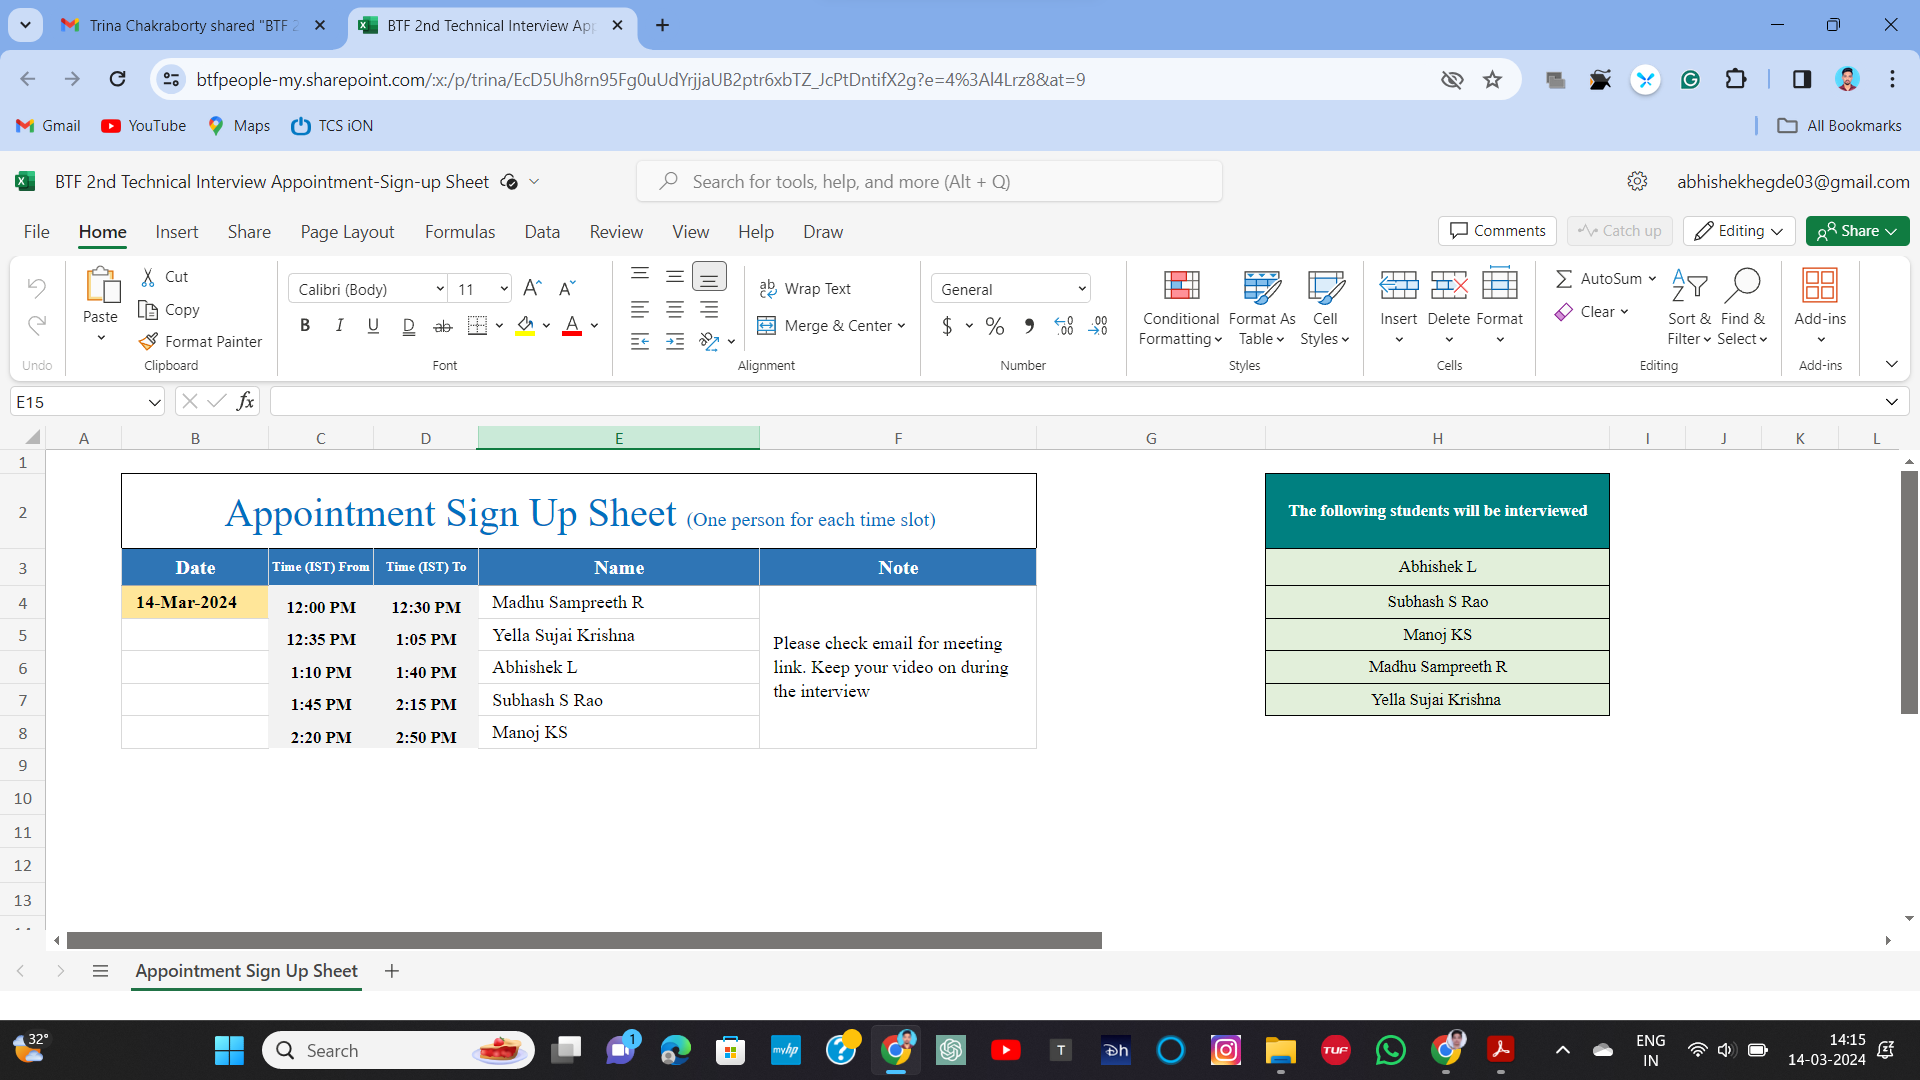 Trina Chakraborty shared "BTF 2
BTF 2nd Technical Interview App
btfpeople-my.sharepoint.com/:x:/p/trina/EcD5Uh8rn95Fg0uUdYrjjaUB2ptr6xbTZ_JcPtDntifX2g?e=4%3Al4Lrz8&at=9
Gmail YouTube Maps TCS iON All Bookmarks
BTF 2nd Technical Interview Appointment-Sign-up Sheet
Search for tools, help, and more (Alt + Q)
abhishekhegde03@gmail.com
File Home Insert Share Page Layout Formulas Data Review View Help Draw
Comments Catch up Editing Share
Paste Cut
Copy
Format Painter
Undo Clipboard
Calibri (Body) 11
B I U D ab
Font
Wrap Text
Merge & Center
Alignment
General
$ % 9 .00
Number
Conditional Formatting
Format As Table
Cell Styles
Styles
Insert Delete Format
Cells
AutoSum
Clear
Sort & Filter
Find & Select
Editing
Add-ins
Add-ins
E15 fx
A B C D E F G H I J K L
1
2 Appointment Sign Up Sheet (One person for each time slot) The following students will be interviewed
3 Date Time (IST) From Time (IST) To Name Note Abhishek L
4 14-Mar-2024 12:00 PM 12:30 PM Madhu Sampreeth R Subhash S Rao
5 12:35 PM 1:05 PM Yella Sujai Krishna Manoj KS
6 1:10 PM 1:40 PM Abhishek L Madhu Sampreeth R
7 1:45 PM 2:15 PM Subhash S Rao Yella Sujai Krishna
8 2:20 PM 2:50 PM Manoj KS
Please check email for meeting
link. Keep your video on during
the interview
9
10
11
12
13
Appointment Sign Up Sheet
32°
Search
1
myhp
T
TUF
ENG
IN
14:15
14-03-2024